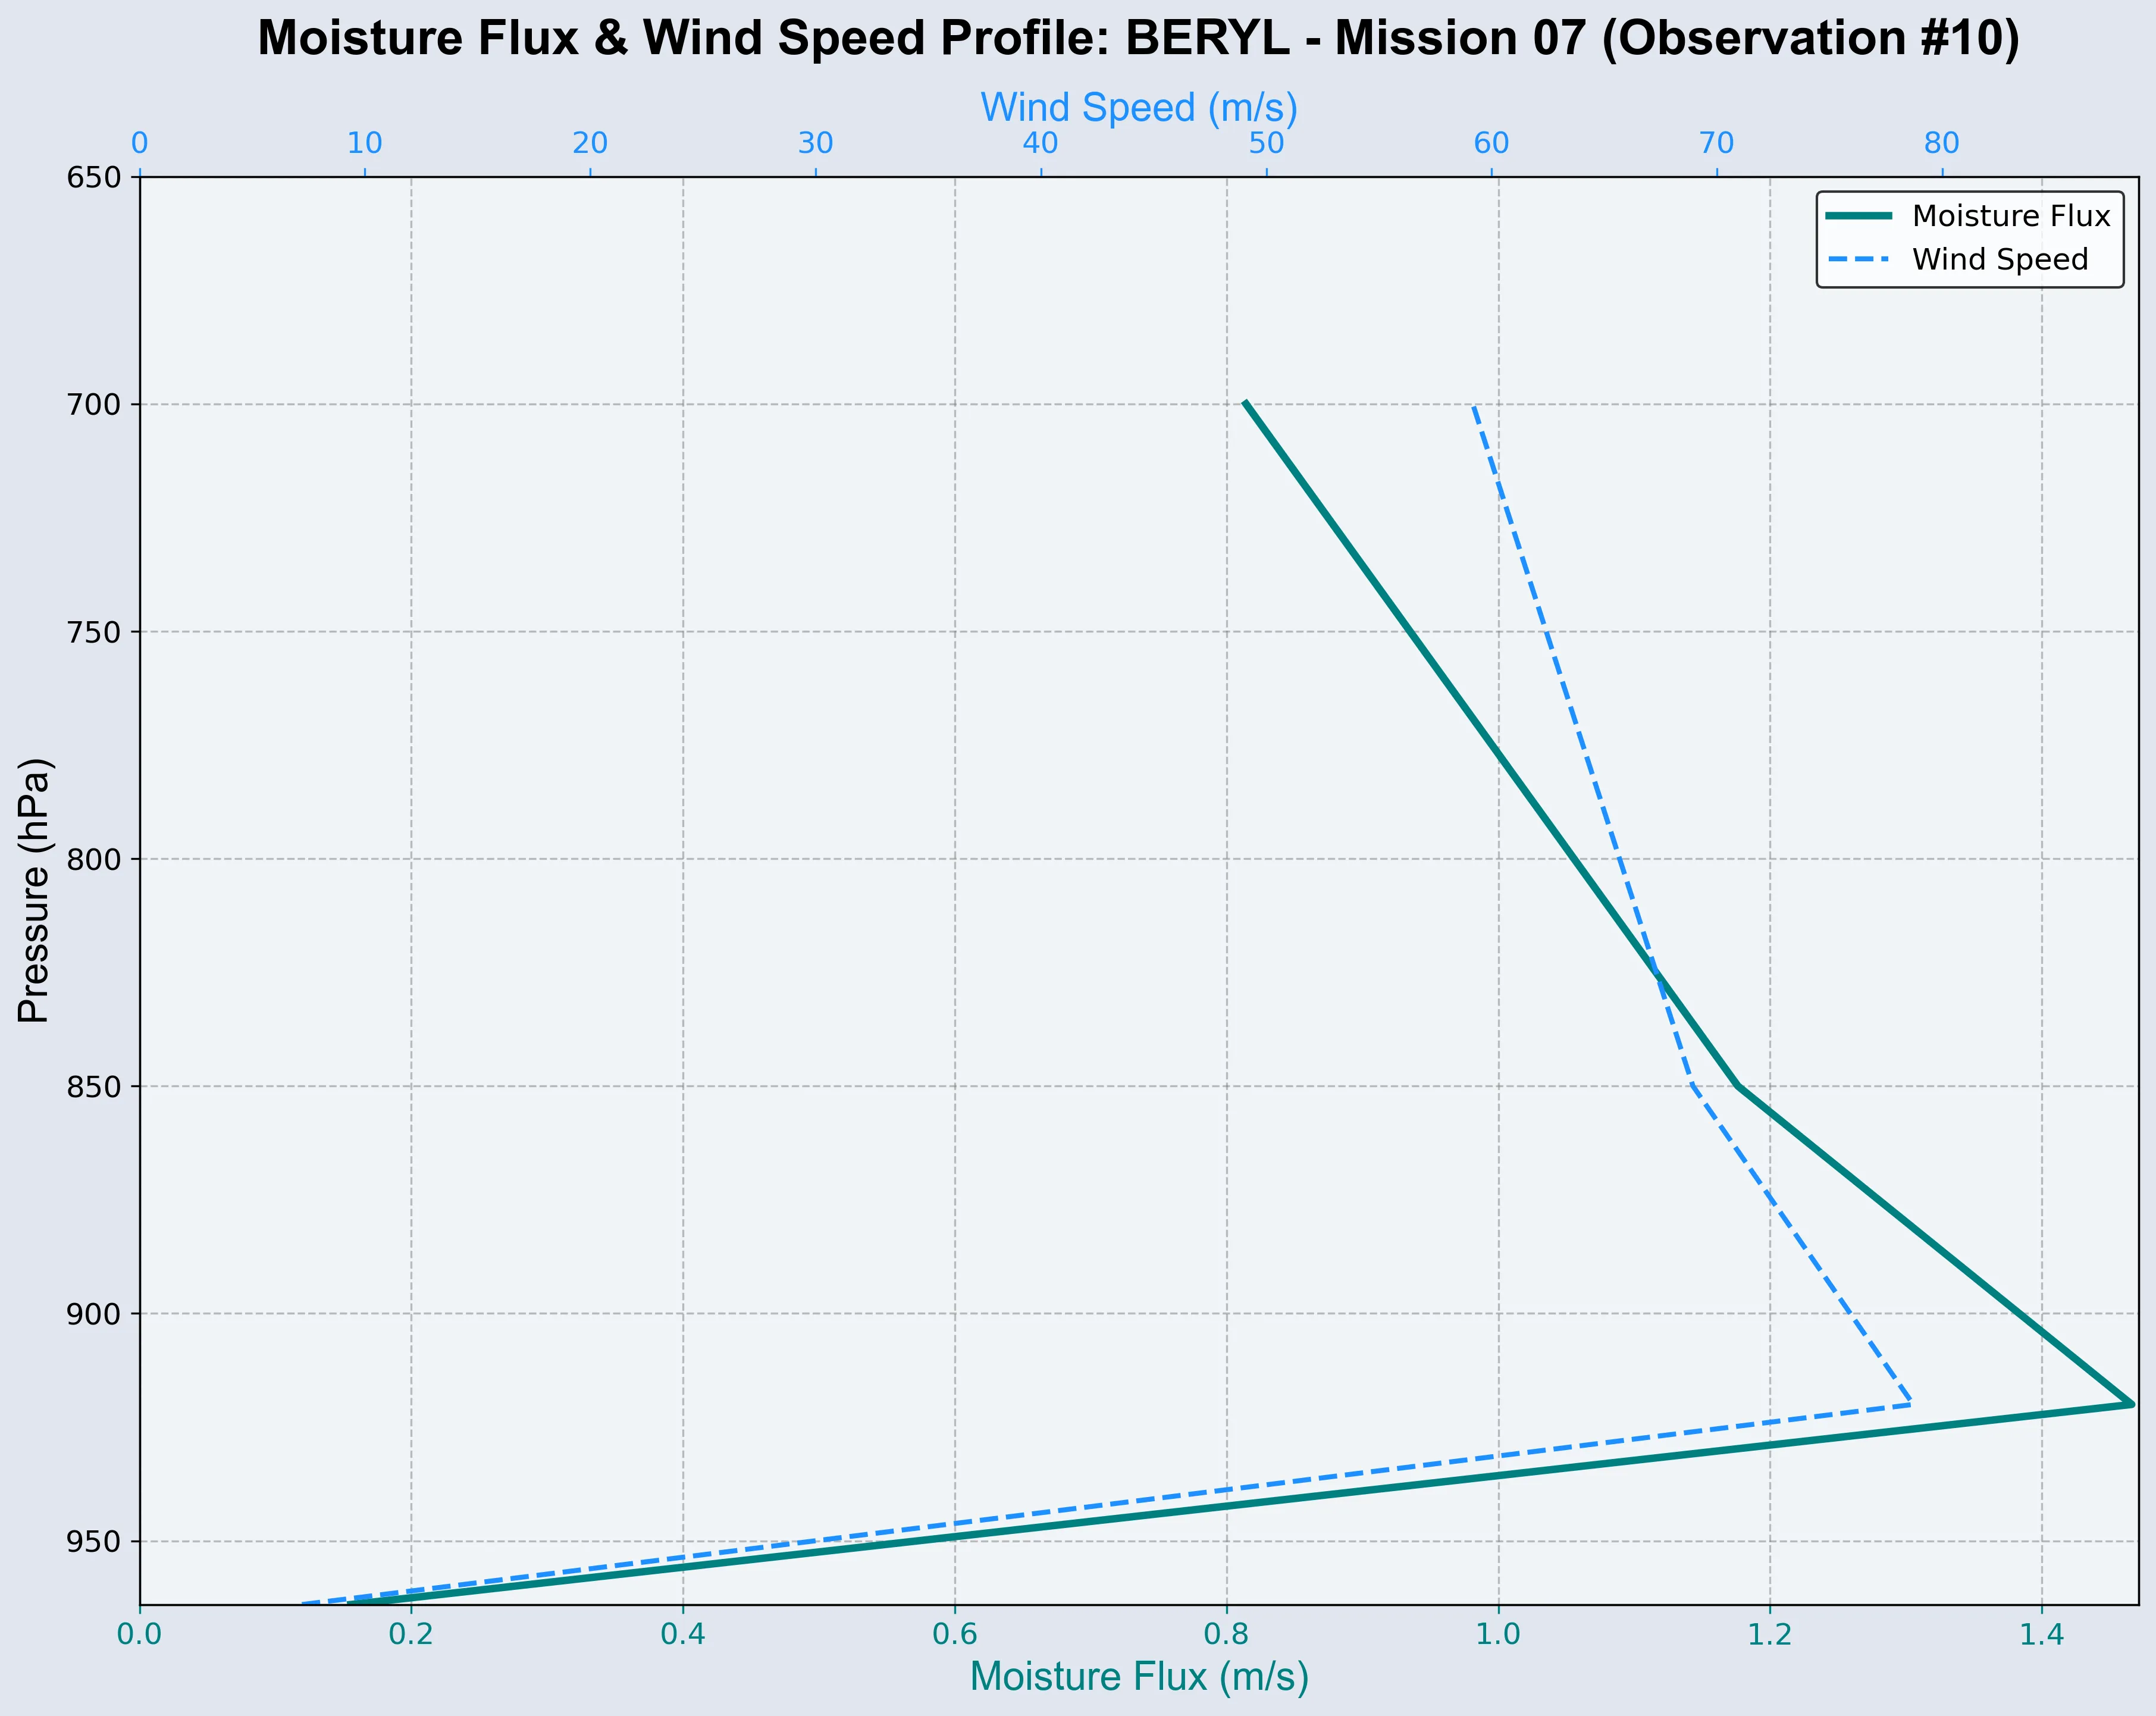 Moisture Flux & Wind Speed Profile: BERYL - Mission 07 (Observation #10)
Wind Speed (m/s)
0 10 20 30 40 50 60 70 80
Moisture Flux
Wind Speed
Pressure (hPa)
650
700
750
800
850
900
950
0.0 0.2 0.4 0.6 0.8 1.0 1.2 1.4
Moisture Flux (m/s)